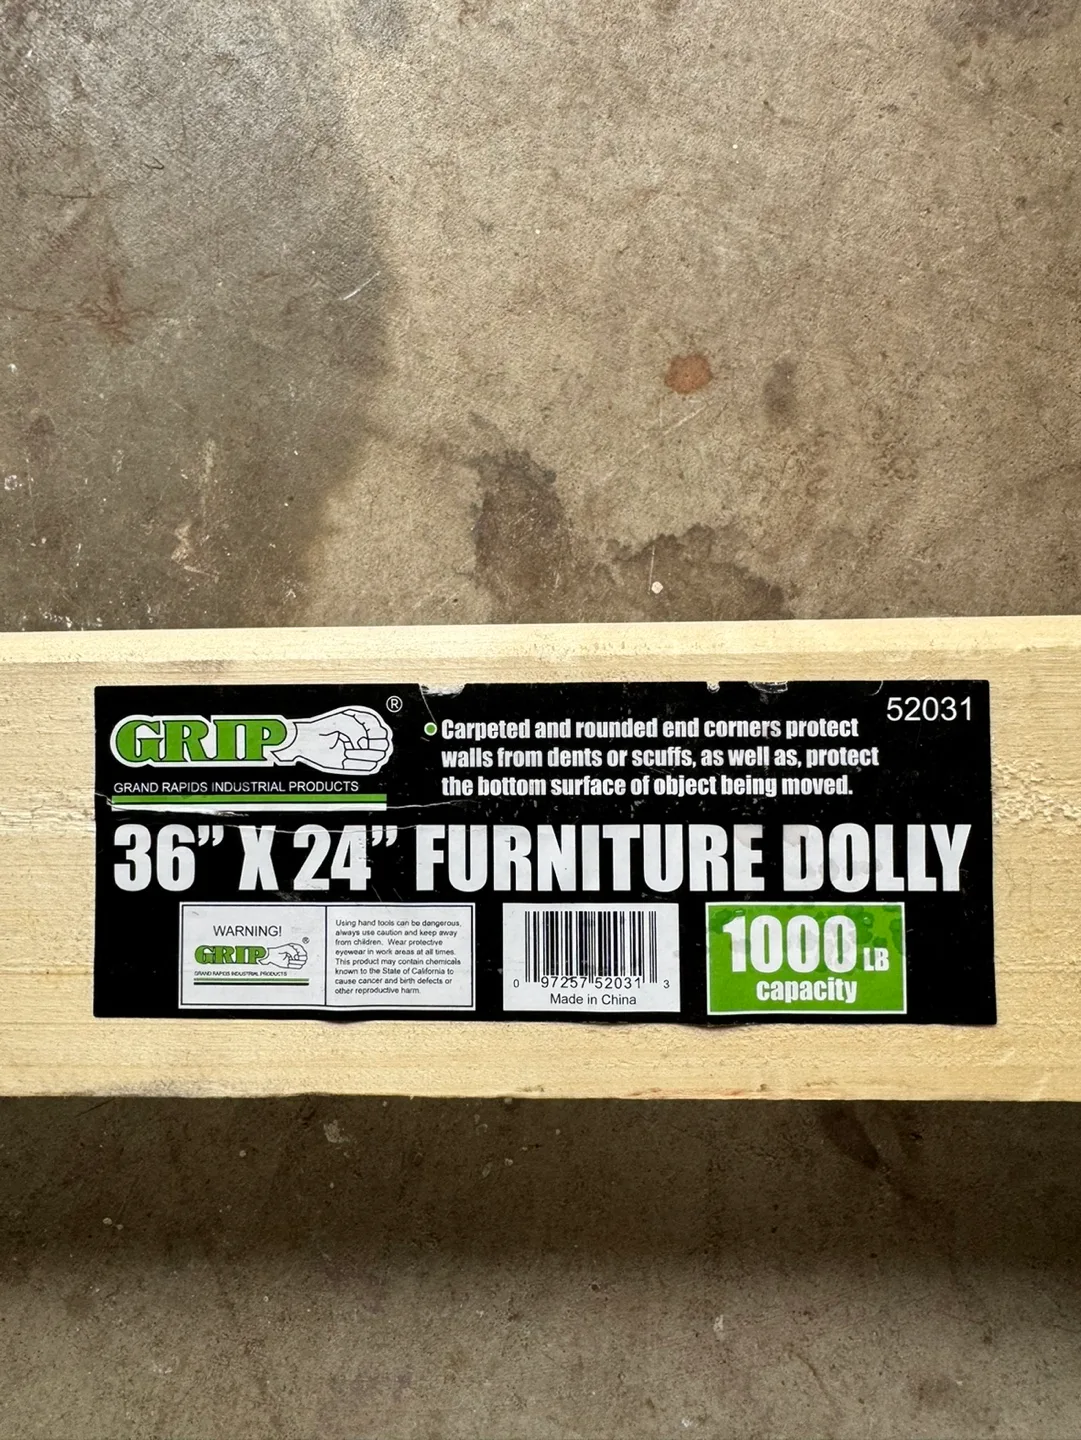 GRIP®
GRAND RAPIDS INDUSTRIAL PRODUCTS
Carpeted and rounded end corners protect
walls from dents or scuffs, as well as, protect
the bottom surface of object being moved.
52031
36” X 24” FURNITURE DOLLY
WARNING!
GRIP®
GRAND RAPIDS INDUSTRIAL PRODUCTS
Using hand tools can be dangerous,
always use caution and keep away
from children. Wear protective
eyewear in work areas at all times.
This product may contain chemicals
known to the State of California to
cause cancer and birth defects or
other reproductive harm.
0 97257 52031 3
Made in China
1000 LB
capacity